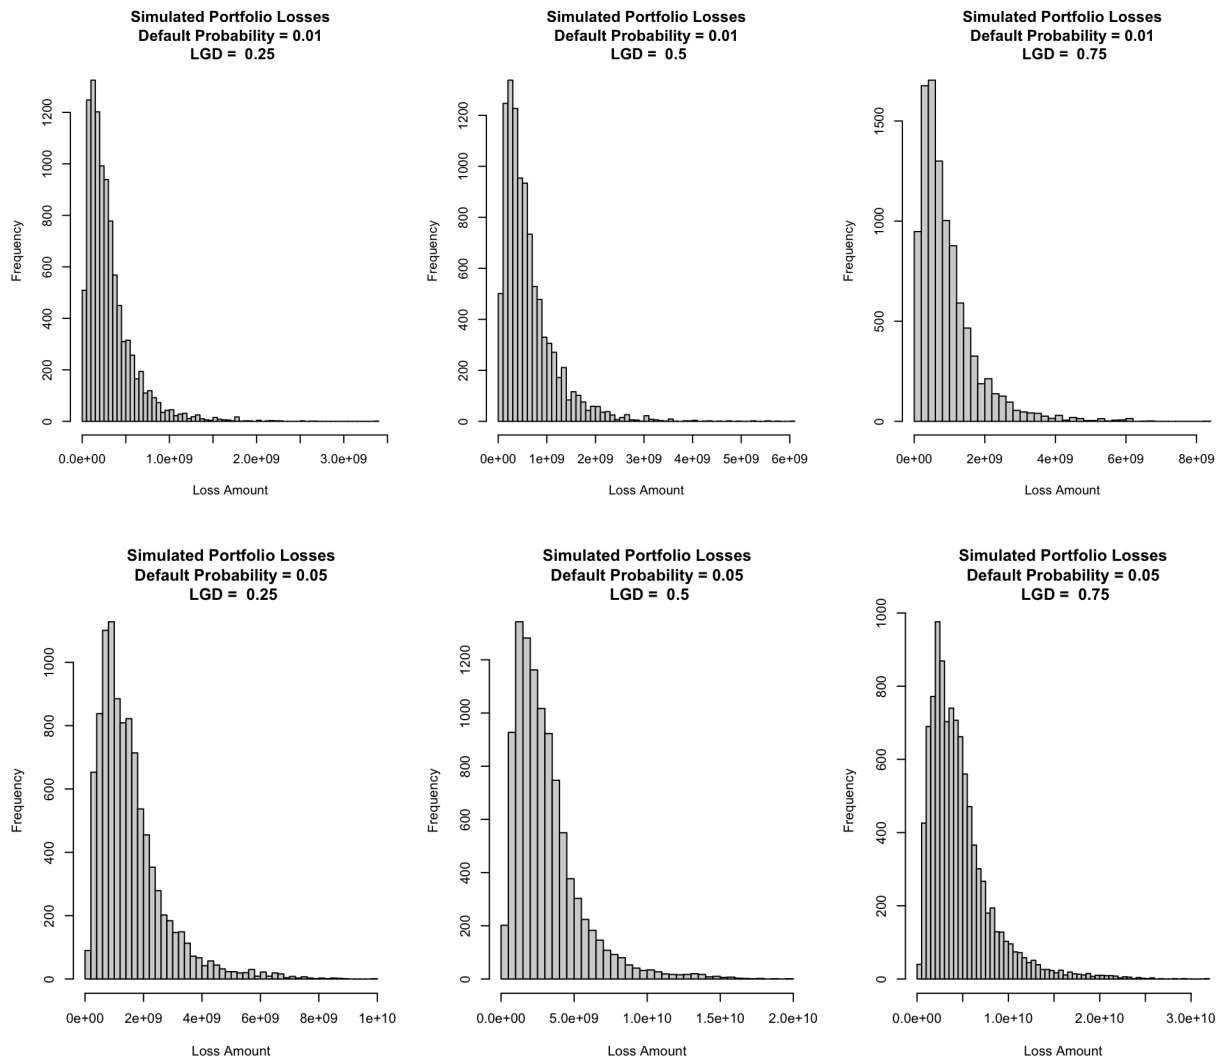 Simulated Portfolio Losses
Default Probability = 0.01
LGD =  0.25
Frequency
1200
1000
800
600
400
200
0
0.0e+00 1.0e+09 2.0e+09 3.0e+09
Loss Amount
Simulated Portfolio Losses
Default Probability = 0.01
LGD =  0.5
Frequency
1200
1000
800
600
400
200
0
0e+00 1e+09 2e+09 3e+09 4e+09 5e+09 6e+09
Loss Amount
Simulated Portfolio Losses
Default Probability = 0.01
LGD =  0.75
Frequency
1500
1000
500
0
0e+00 2e+09 4e+09 6e+09 8e+09
Loss Amount
Simulated Portfolio Losses
Default Probability = 0.05
LGD =  0.25
Frequency
1000
800
600
400
200
0
0e+00 2e+09 4e+09 6e+09 8e+09 1e+10
Loss Amount
Simulated Portfolio Losses
Default Probability = 0.05
LGD =  0.5
Frequency
1200
1000
800
600
400
200
0
0.0e+00 5.0e+09 1.0e+10 1.5e+10 2.0e+10
Loss Amount
Simulated Portfolio Losses
Default Probability = 0.05
LGD =  0.75
Frequency
1000
800
600
400
200
0
0.0e+00 1.0e+10 2.0e+10 3.0e+10
Loss Amount